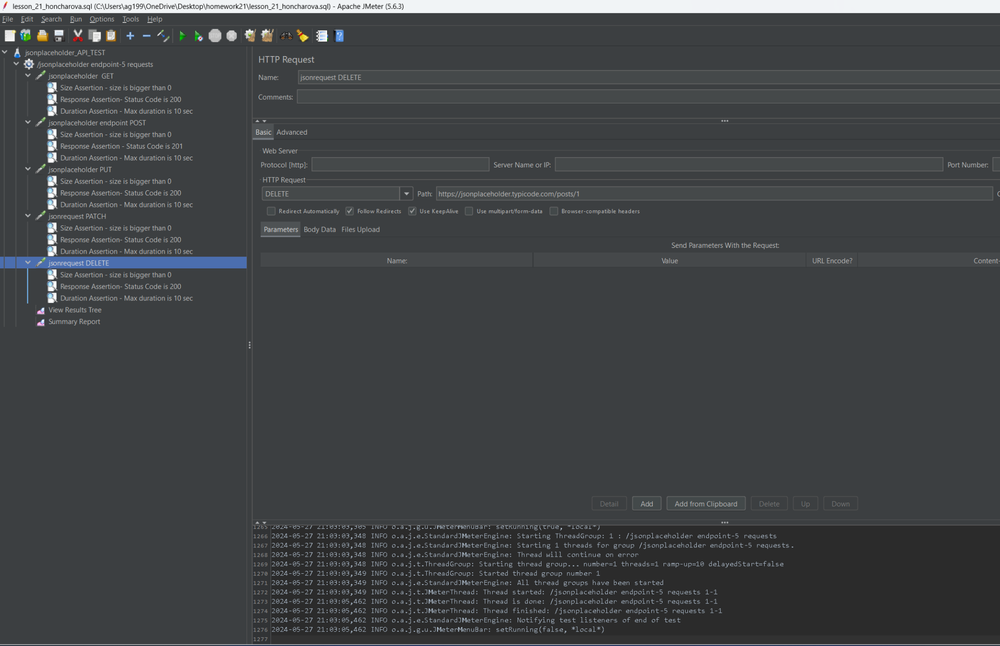 lesson_21_honcharova.sql (C:\Users\ag199\OneDrive\Desktop\homework21\lesson_21_honcharova.sql) - Apache JMeter (5.6.3)
File Edit Search Run Options Tools Help
jsonplaceholder_API_TEST
/jsonplaceholder endpoint-5 requests
jsonplaceholder  GET
Size Assertion - size is bigger than 0
Response Assertion- Status Code is 200
Duration Assertion - Max duration is 10 sec
jsonplaceholder endpoint POST
Size Assertion - size is bigger than 0
Response Assertion - Status Code is 201
Duration Assertion - Max duration is 10 sec
jsonplaceholder PUT
Size Assertion - size is bigger than 0
Response Assertion- Status Code is 200
Duration Assertion - Max duration is 10 sec
jsonrequest PATCH
Size Assertion - size is bigger than 0
Response Assertion- Status Code is 200
Duration Assertion - Max duration is 10 sec
jsonrequest DELETE
Size Assertion - size is bigger than 0
Response Assertion- Status Code is 200
Duration Assertion - Max duration is 10 sec
View Results Tree
Summary Report
HTTP Request
Name: jsonrequest DELETE
Comments:
Basic Advanced
Web Server
Protocol [http]: Server Name or IP: Port Number:
HTTP Request
DELETE Path: https://jsonplaceholder.typicode.com/posts/1
Redirect Automatically Follow Redirects Use KeepAlive Use multipart/form-data Browser-compatible headers
Parameters Body Data Files Upload
Send Parameters With the Request:
Name: Value URL Encode? Content-
Detail Add Add from Clipboard Delete Up Down
1265 2024-05-27 21:03:03,305 INFO o.a.j.g.u.JMeterMenuBar: setRunning(true, *local*)
1266 2024-05-27 21:03:03,348 INFO o.a.j.e.StandardJMeterEngine: Starting ThreadGroup: 1 : /jsonplaceholder endpoint-5 requests
1267 2024-05-27 21:03:03,348 INFO o.a.j.e.StandardJMeterEngine: Starting 1 threads for group /jsonplaceholder endpoint-5 requests.
1268 2024-05-27 21:03:03,348 INFO o.a.j.e.StandardJMeterEngine: Thread will continue on error
1269 2024-05-27 21:03:03,348 INFO o.a.j.t.ThreadGroup: Starting thread group... number=1 threads=1 ramp-up=10 delayedStart=false
1270 2024-05-27 21:03:03,349 INFO o.a.j.t.ThreadGroup: Started thread group number 1
1271 2024-05-27 21:03:03,349 INFO o.a.j.e.StandardJMeterEngine: All thread groups have been started
1272 2024-05-27 21:03:03,349 INFO o.a.j.t.JMeterThread: Thread started: /jsonplaceholder endpoint-5 requests 1-1
1273 2024-05-27 21:03:05,462 INFO o.a.j.t.JMeterThread: Thread is done: /jsonplaceholder endpoint-5 requests 1-1
1274 2024-05-27 21:03:05,462 INFO o.a.j.t.JMeterThread: Thread finished: /jsonplaceholder endpoint-5 requests 1-1
1275 2024-05-27 21:03:05,462 INFO o.a.j.e.StandardJMeterEngine: Notifying test listeners of end of test
1276 2024-05-27 21:03:05,462 INFO o.a.j.g.u.JMeterMenuBar: setRunning(false, *local*)
1277